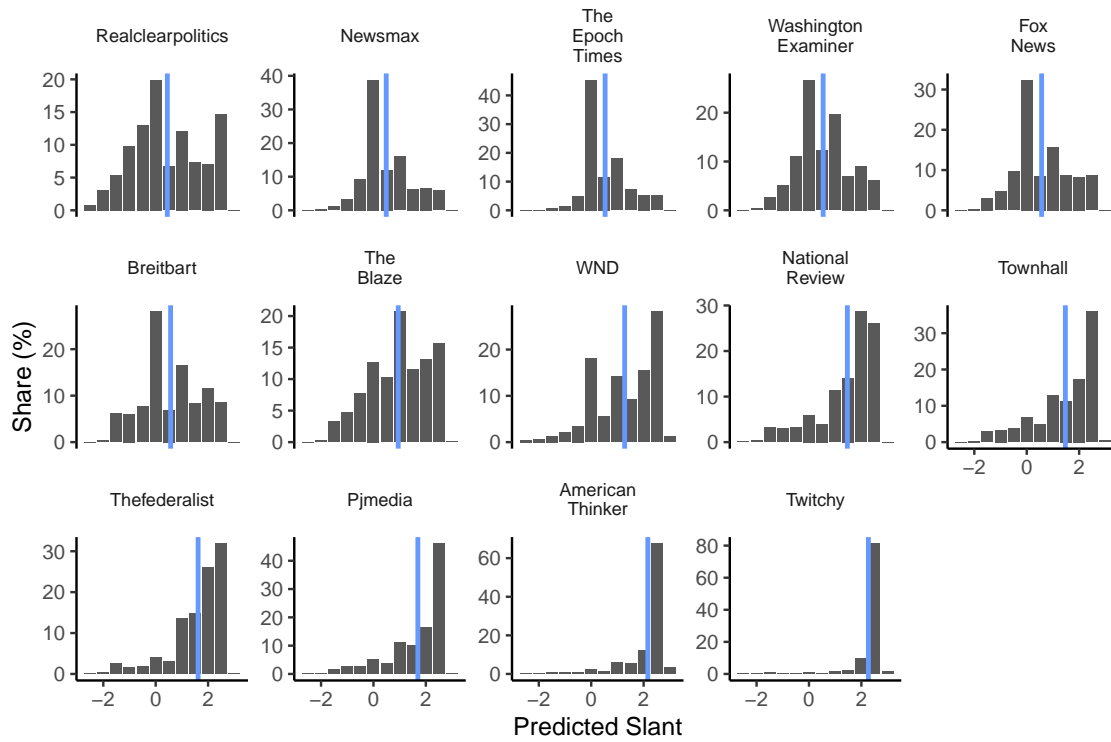 Realclearpolitics
Newsmax
The
Epoch
Times
Washington
Examiner
Fox
News
20
15
10
5
0
40
30
20
10
0
40
30
20
10
0
20
10
0
30
20
10
0
Breitbart
The
Blaze
WND
National
Review
Townhall
Share (%)
20
10
0
20
15
10
5
0
20
10
0
30
20
10
0
30
20
10
0
−2 0 2
Thefederalist
Pjmedia
American
Thinker
Twitchy
30
20
10
0
40
30
20
10
0
60
40
20
0
80
60
40
20
0
−2 0 2
−2 0 2
−2 0 2
−2 0 2
Predicted Slant